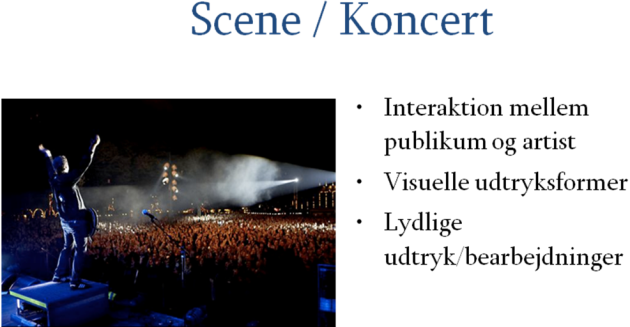 Scene / Koncert
• Interaktion mellem
publikum og artist
• Visuelle udtryksformer
• Lydlige
udtryk/bearbejdninger